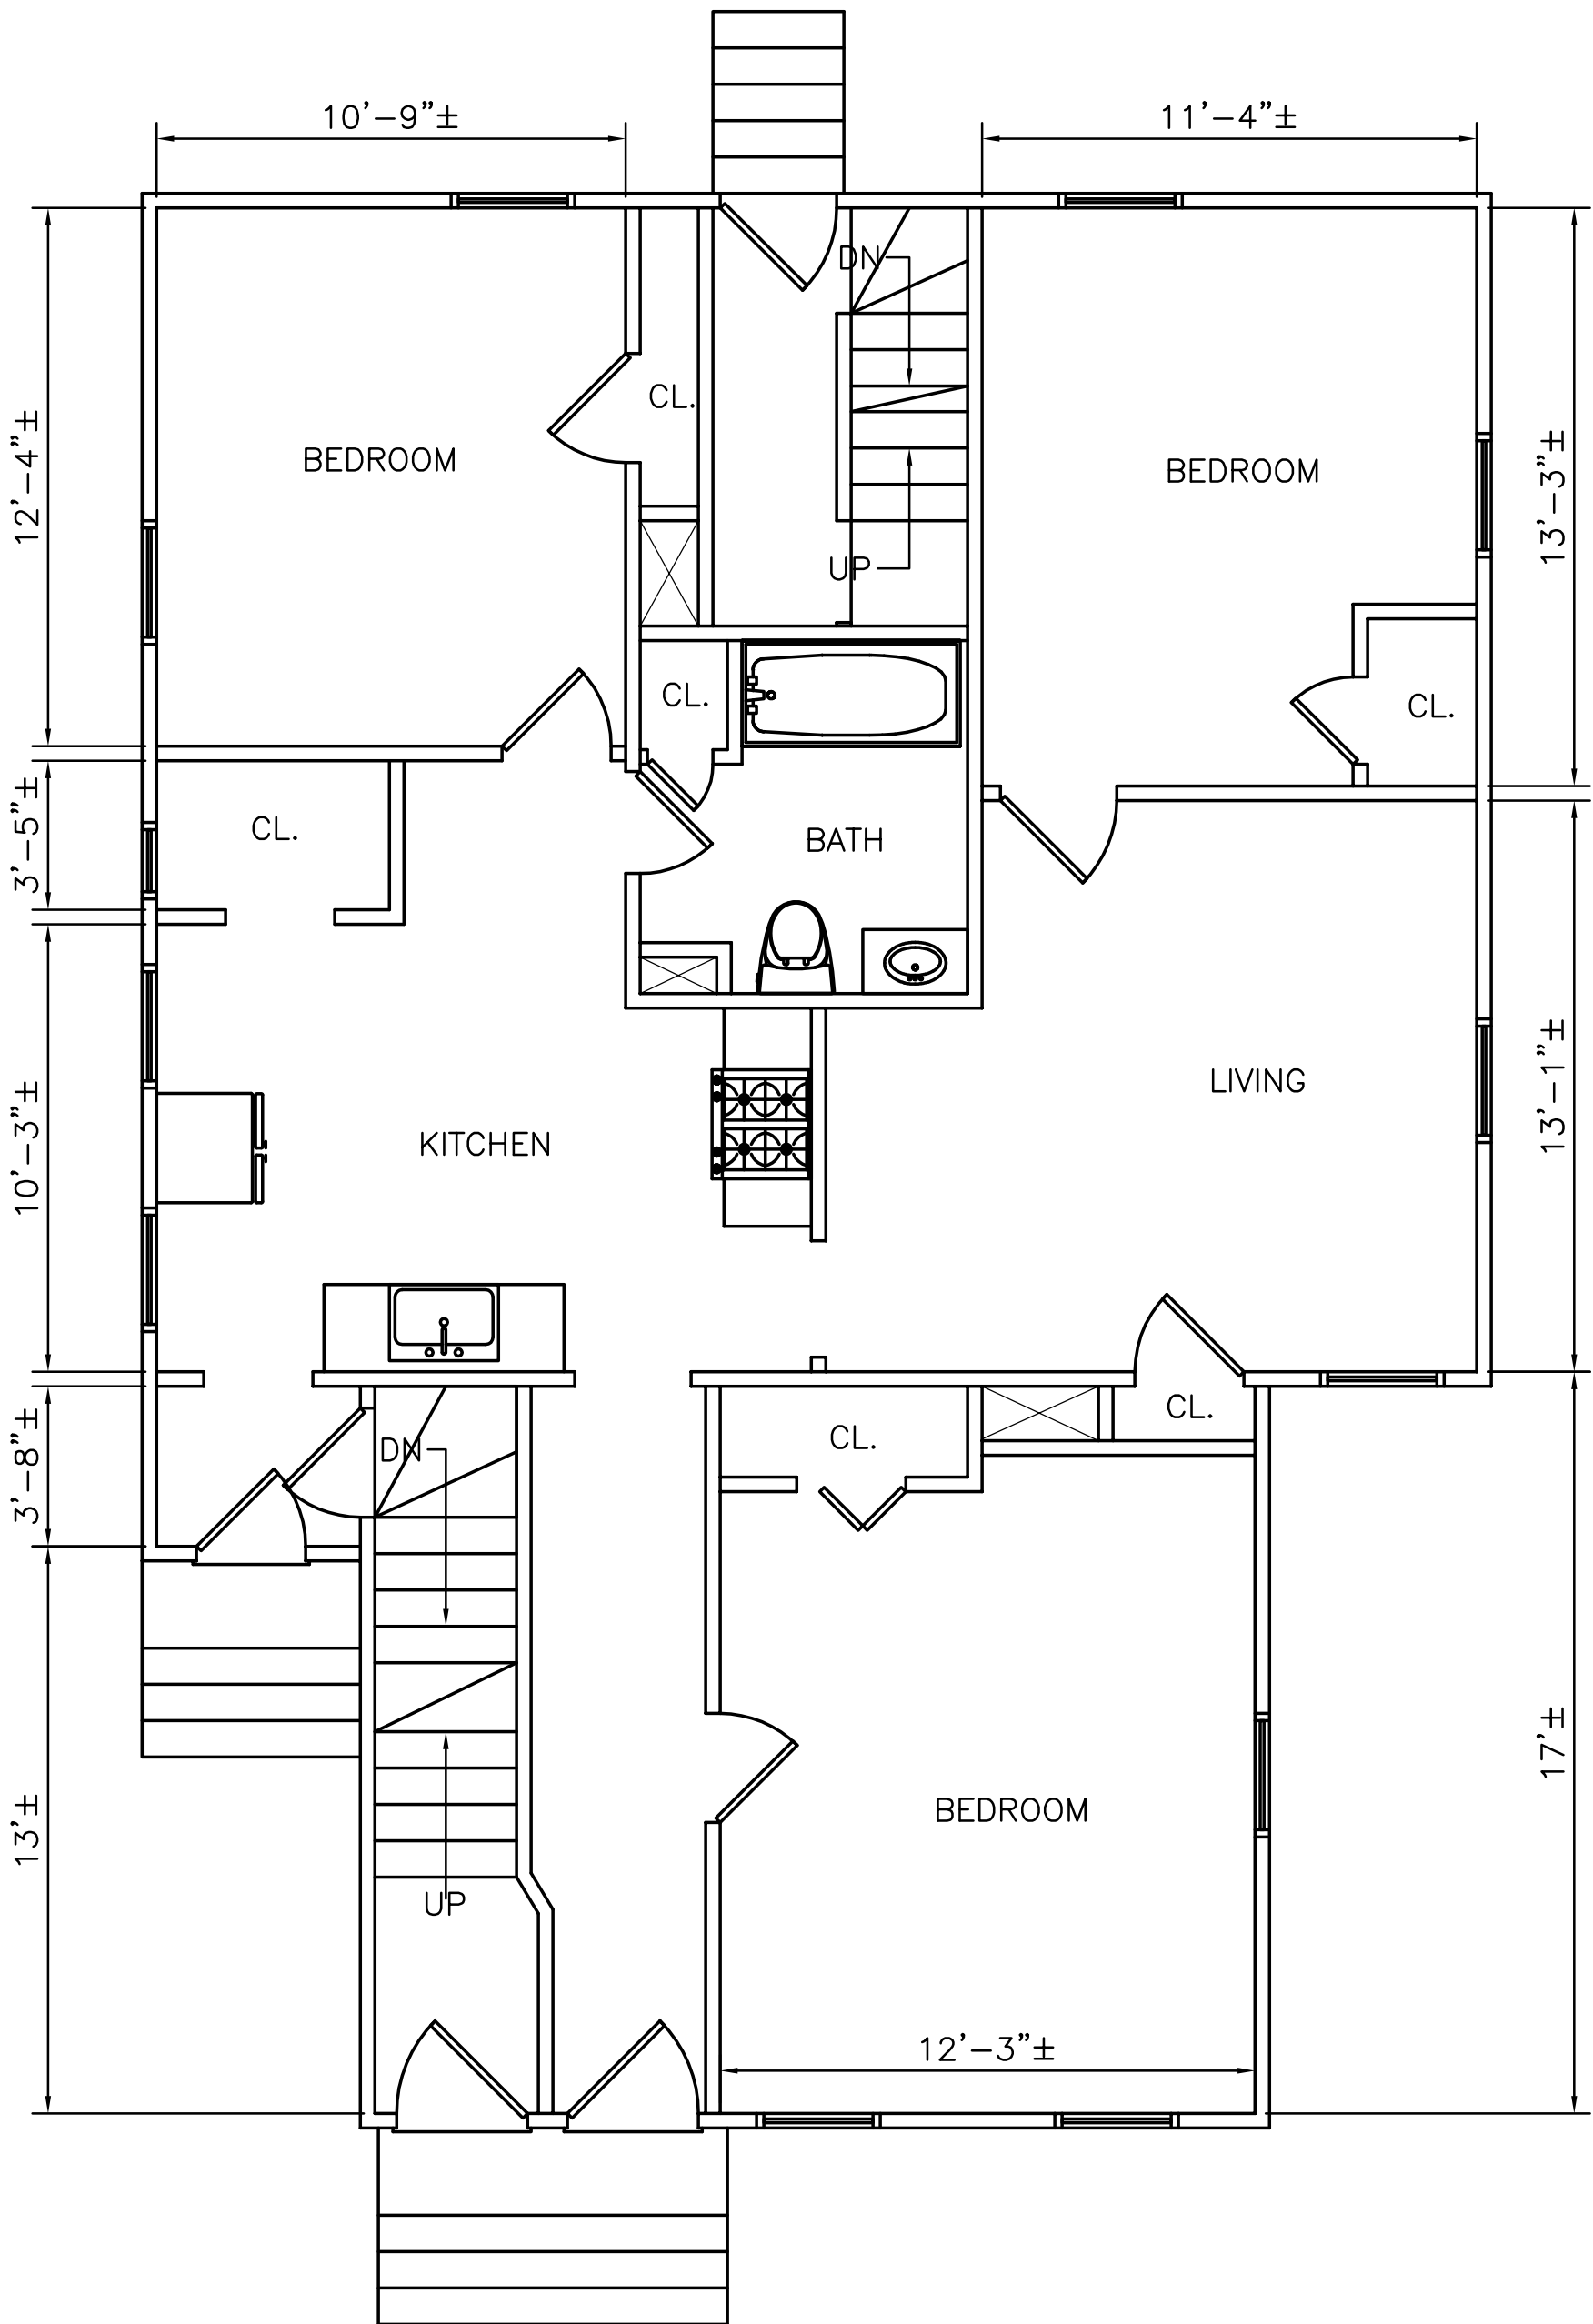 10'-9"±
11'-4"±
DN
CL.
BEDROOM
BEDROOM
12'-4"±
13'-3"±
UP
CL.
CL.
CL.
BATH
3'-5"±
LIVING
KITCHEN
10'-3"±
13'-1"±
CL.
CL.
DN
3'-8"±
17'±
BEDROOM
13'±
UP
12'-3"±